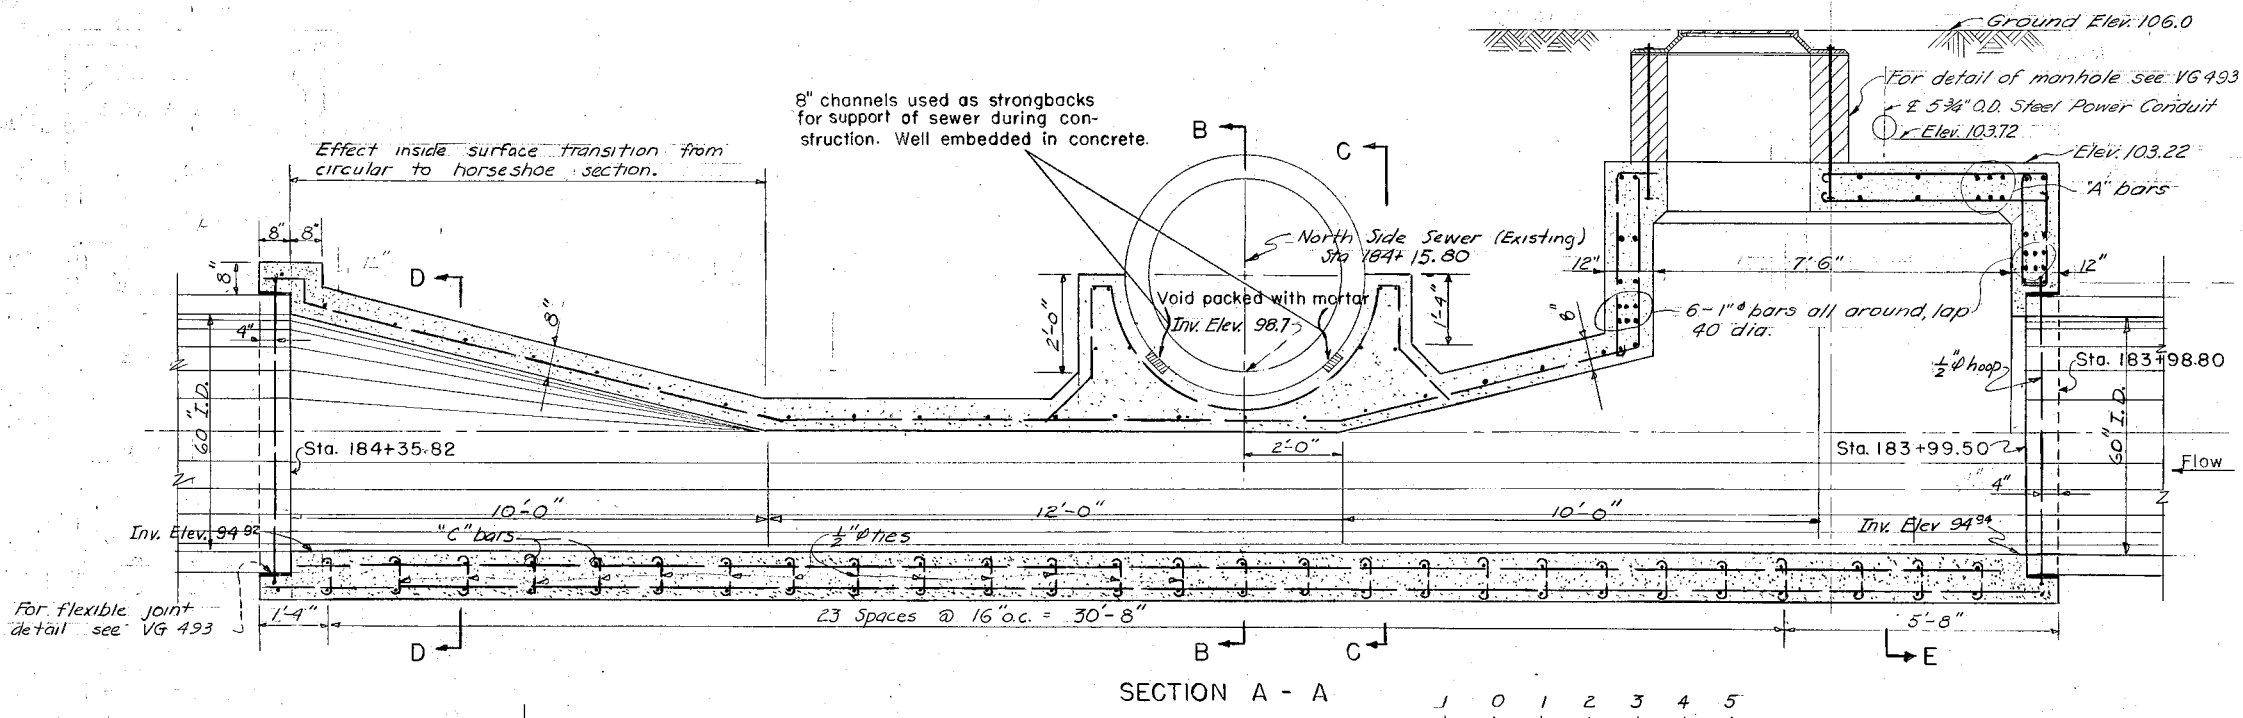 Ground Elev. 106.0
For detail of manhole see VG 493
℄ 5¾" O.D. Steel Power Conduit
Elev. 103.72
Elev. 103.22
"A" bars
8" channels used as strongbacks
for support of sewer during con-
struction. Well embedded in concrete.
B
C
Effect inside surface transition from
circular to horseshoe section.
8" 8"
8"
D
8"
4"
60" I.D.
North Side Sewer (Existing)
Sta 184+15.80
Void packed with mortar
Inv. Elev. 98.7
2'-0"
1'-4"
8"
12"
7'-6"
12"
6-1"ᶲ bars all around, lap
40 dia.
½"φ hoop
Sta. 183+98.80
60" I.D.
Sta. 184+35.82
2'-0"
Sta. 183+99.50
Flow
4"
10'-0"
12'-0"
10'-0"
Inv. Elev. 94.92
"C" bars
½"φ ties
Inv. Elev 94.94
For flexible joint
detail see VG 493
1'-4"
23 Spaces @ 16" o.c. = 30'-8"
5'-8"
D
B
C
E
SECTION A - A
1 0 1 2 3 4 5